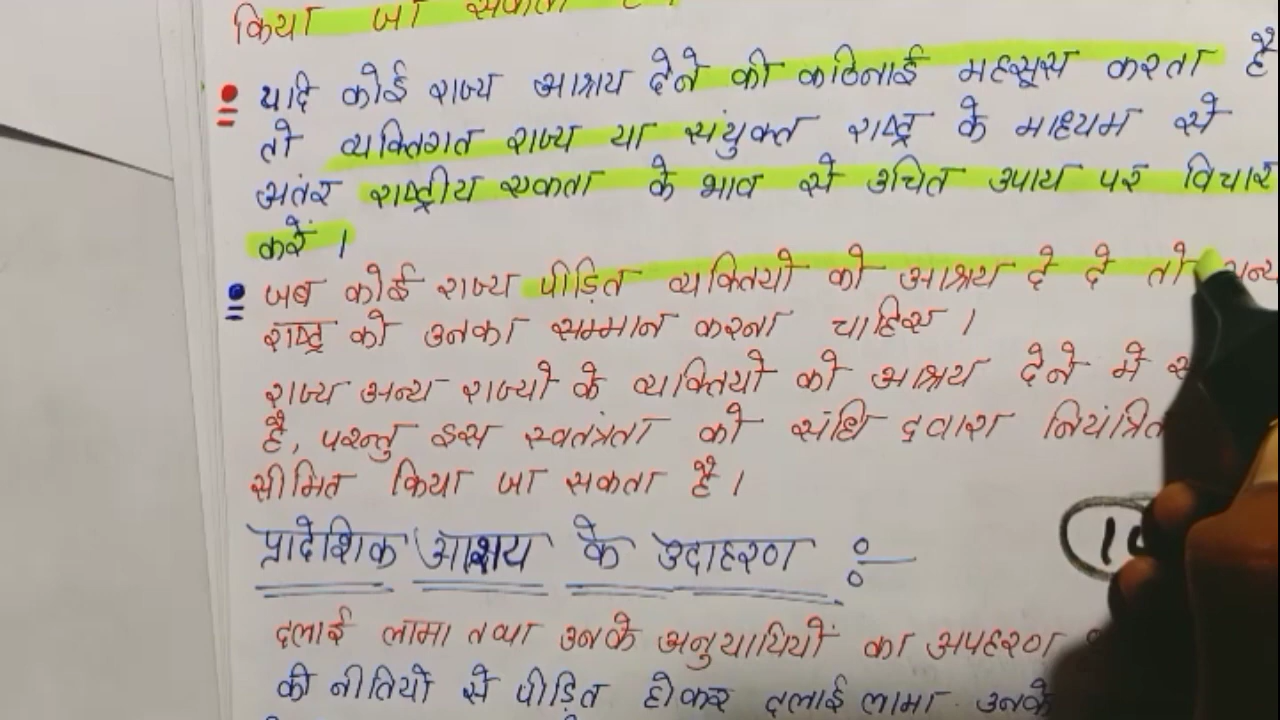 किया जा सकता है
यदि कोई राज्य आश्रय देने की कठिनाई महसूस करता है
तो व्यक्तिगत राज्य या संयुक्त राष्ट्र के माध्यम से
अंतर राष्ट्रीय एकता के भाव से उचित उपाय पर विचार
करें ।
जब कोई राज्य पीड़ित व्यक्तियो को आश्रय दे दे तो
राष्ट्र को उनका सम्मान करना चाहिए ।
राज्य अन्य राज्यो के व्यक्तियो को आश्रय देने मे
है, परन्तु इस स्वतंत्रता को संधि दवारा नियंत्रित
सीमित किया जा सकता है ।
प्रादेशिक आश्रय के उदाहरण :—
दलाई लामा तथा उनके अनुयायियों का अपहरण
की नीतियो से पीड़ित होकर दलाई लामा उनके